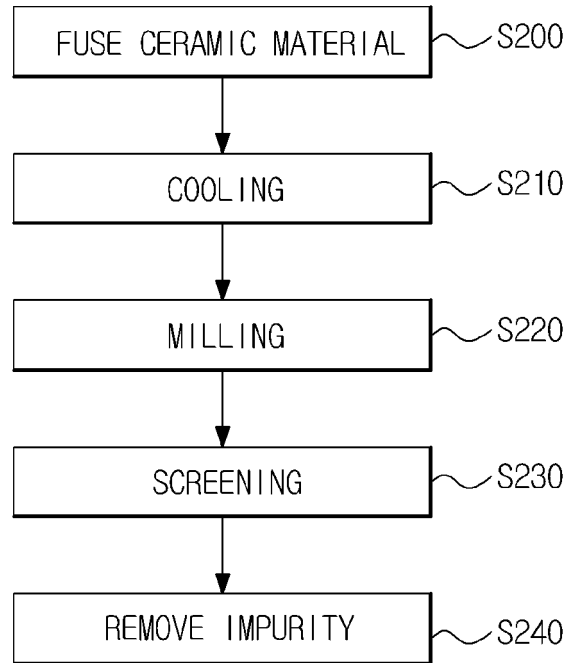 FUSE CERAMIC MATERIAL S200
COOLING S210
MILLING S220
SCREENING S230
REMOVE IMPURITY S240